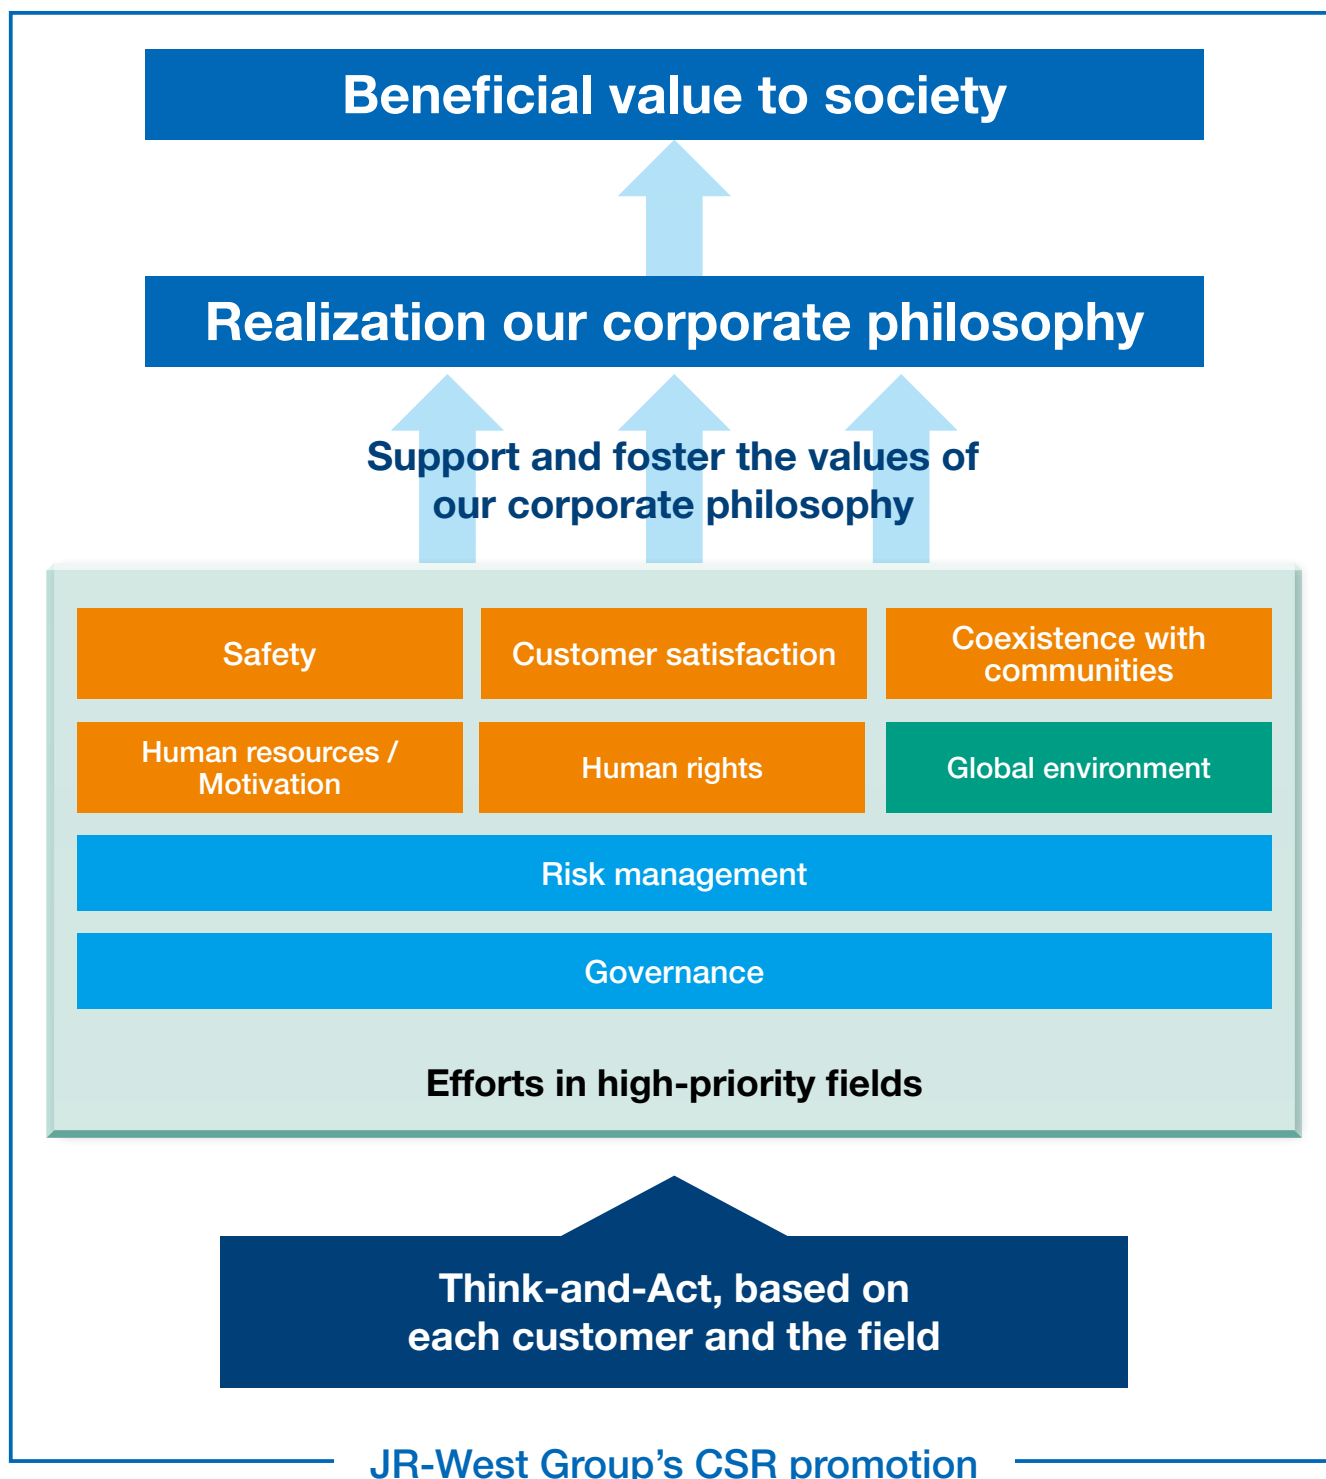 Beneficial value to society
Realization our corporate philosophy
Support and foster the values of
our corporate philosophy
Safety
Customer satisfaction
Coexistence with
communities
Human resources /
Motivation
Human rights
Global environment
Risk management
Governance
Efforts in high-priority fields
Think-and-Act, based on
each customer and the field
JR-West Group's CSR promotion